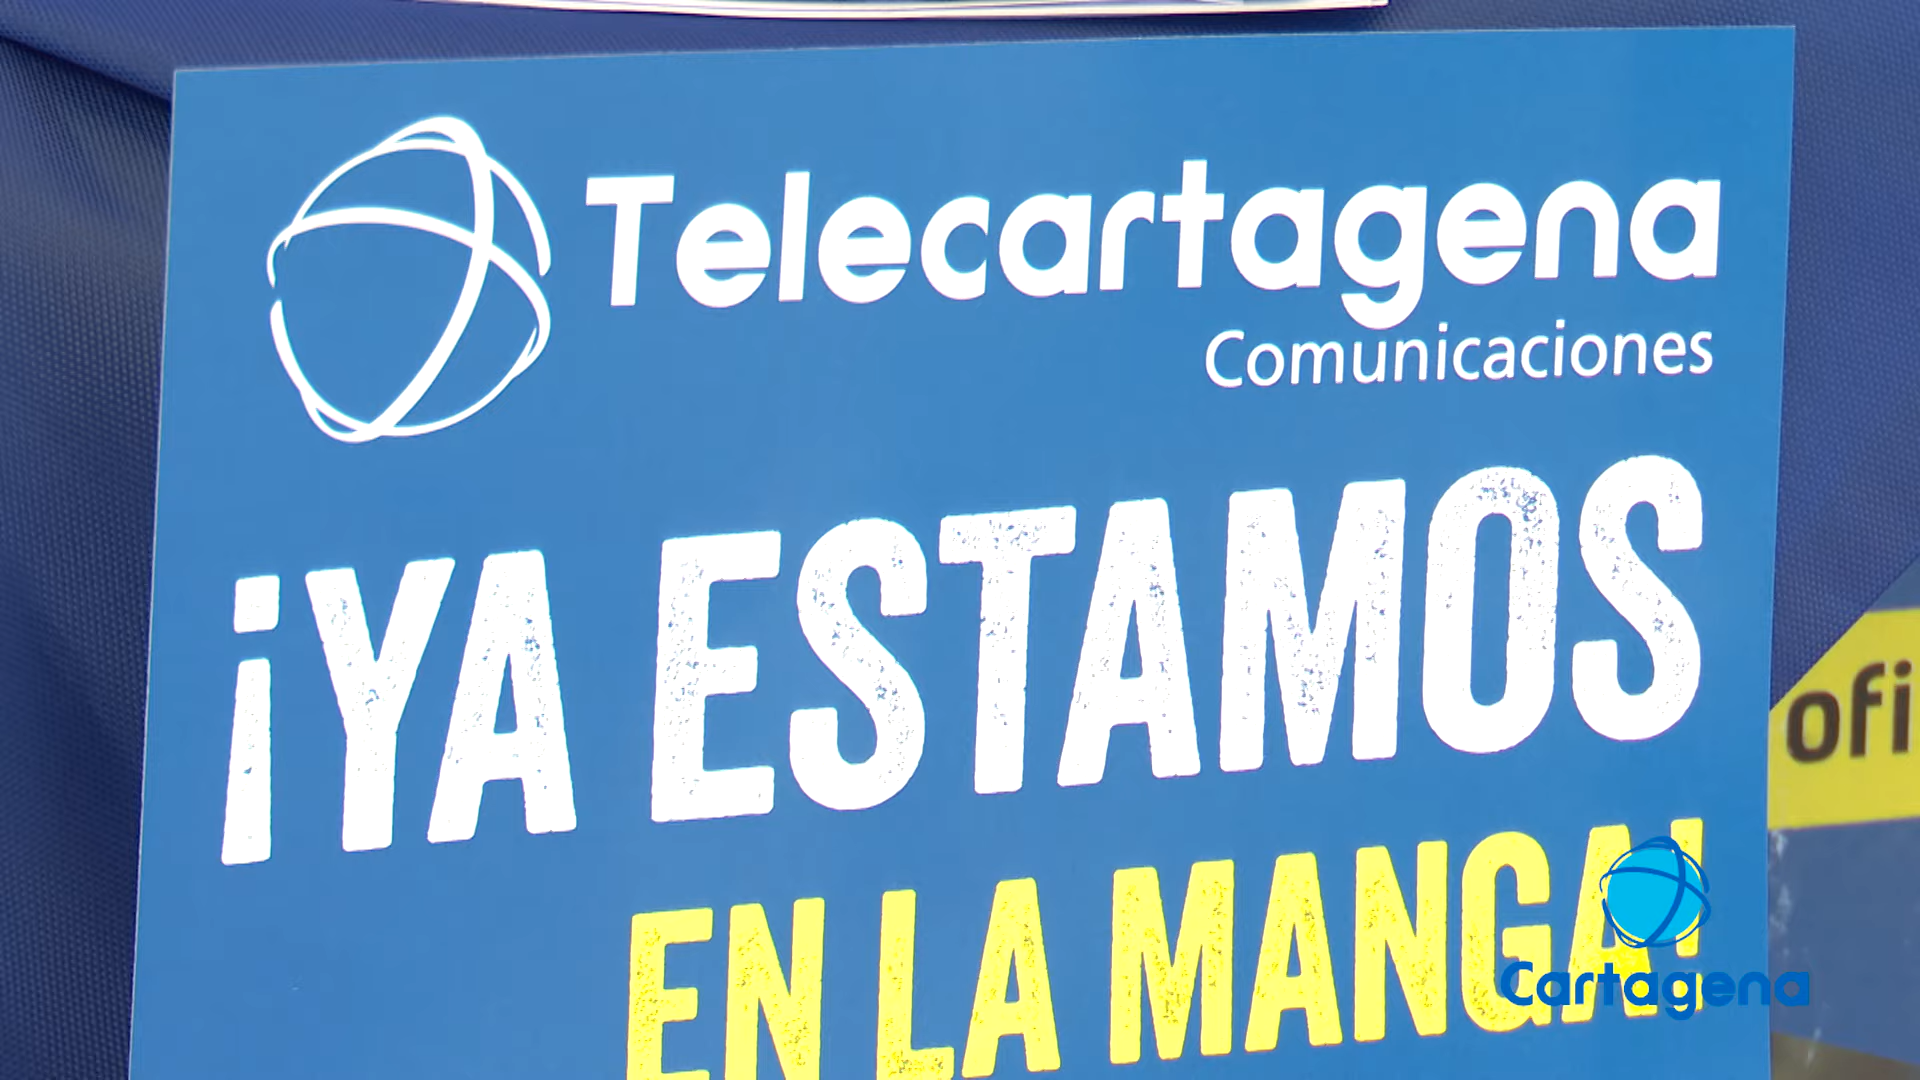 Telecartagena
Comunicaciones
¡YA ESTAMOS
EN LA MANGA!
ofi
Cartagena